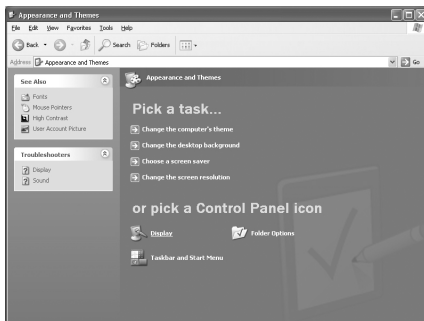 Appearance and Themes
File Edit View Favorites Tools Help
Back Search Folders
Address Appearance and Themes Go
See Also
Fonts
Mouse Pointers
High Contrast
User Account Picture
Troubleshooters
Display
Sound
Appearance and Themes
Pick a task...
Change the computer's theme
Change the desktop background
Choose a screen saver
Change the screen resolution
or pick a Control Panel icon
Display Folder Options
Taskbar and Start Menu